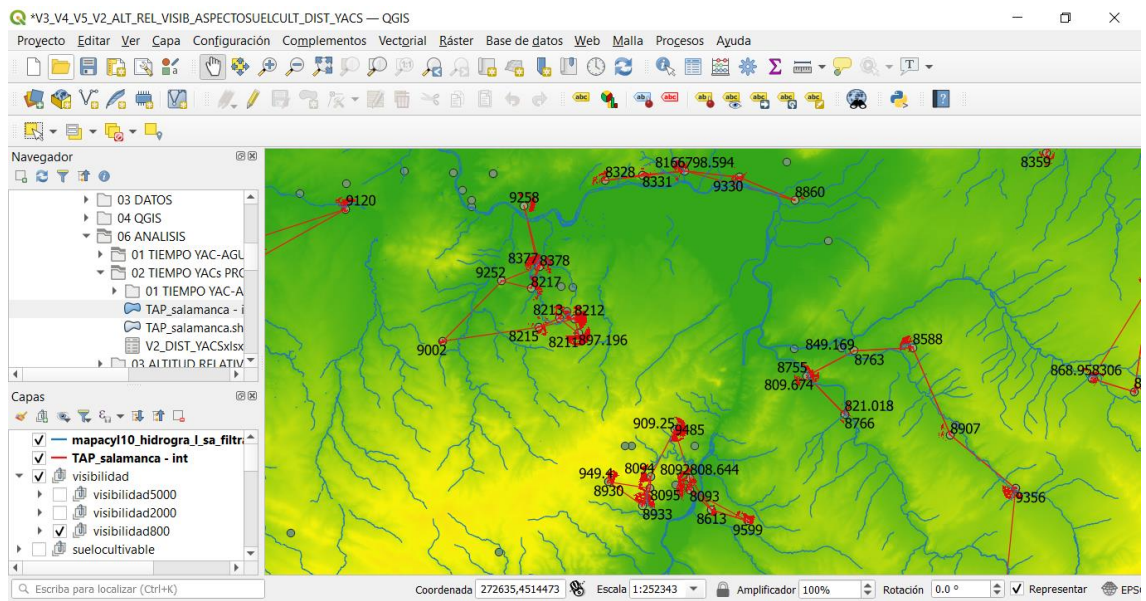 *V3_V4_V5_V2_ALT_REL_VISIB_ASPECTOSUELCULT_DIST_YACS — QGIS
Proyecto Editar Ver Capa Configuración Complementos Vectorial Ráster Base de datos Web Malla Procesos Ayuda
Navegador
03 DATOS
04 QGIS
06 ANALISIS
01 TIEMPO YAC-AGU
02 TIEMPO YACs PRO
01 TIEMPO YAC-A
TAP_salamanca - i
TAP_salamanca.sh
V2_DIST_YACSxlsx
03 ALTITUD RELATIV
Capas
mapacyl10_hidrogra_l_sa_filtra
TAP_salamanca - int
visibilidad
visibilidad5000
visibilidad2000
visibilidad800
suelocultivable
8166798.594
8359
8328
8331
9330
8860
9120
9258
8377
8378
9252
8217
8213
8212
8215
8211
897.196
9002
849.169
8588
8763
8755
809.674
868.958306
821.018
8766
8907
909.25
9485
949.4
8094
8092808.644
8930
8095
8093
9356
8933
8613
9599
Escriba para localizar (Ctrl+K)
Coordenada 272635,4514473 Escala 1:252343 Amplificador 100% Rotación 0.0 ° Representar EPS